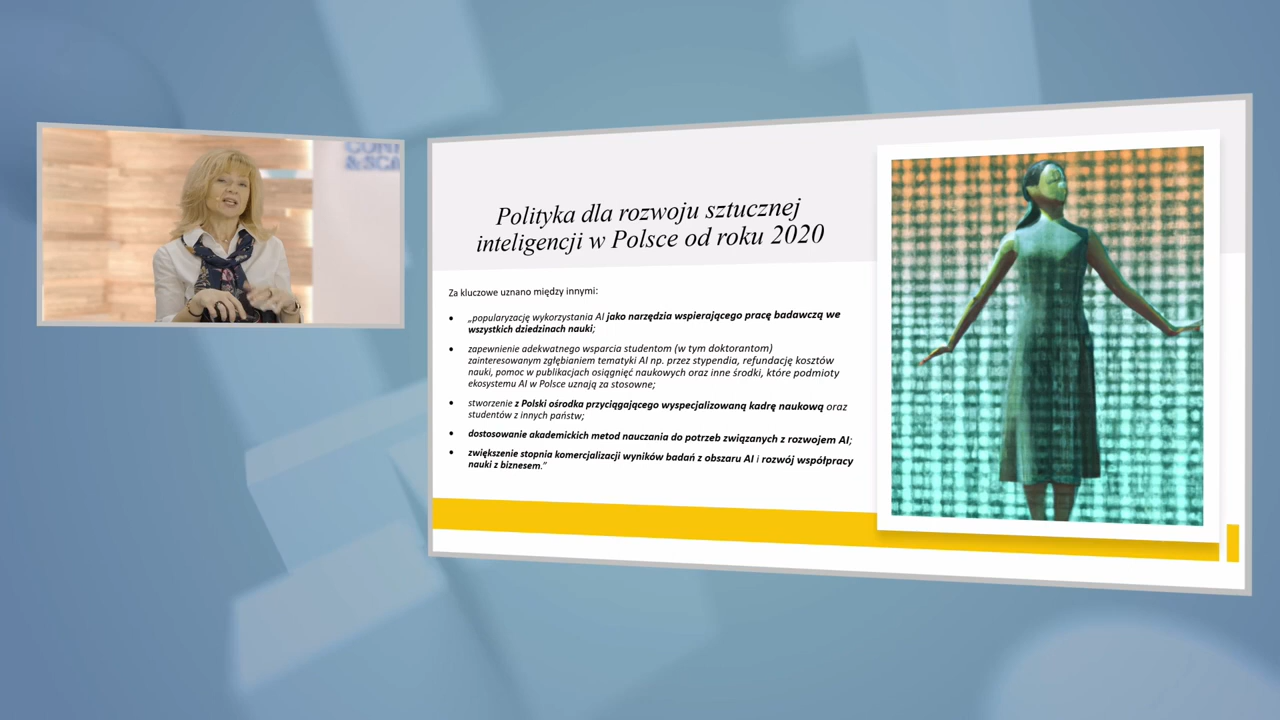 Polityka dla rozwoju sztucznej
inteligencji w Polsce od roku 2020
Za kluczowe uznano między innymi:
• „popularyzację wykorzystania AI jako narzędzia wspierającego pracę badawczą we
wszystkich dziedzinach nauki;
• zapewnienie adekwatnego wsparcia studentom (w tym doktorantom)
zainteresowanym zgłębianiem tematyki AI np. przez stypendia, refundację kosztów
nauki, pomoc w publikacjach osiągnięć naukowych oraz inne środki, które podmioty
ekosystemu AI w Polsce uznają za stosowne;
• stworzenie z Polski ośrodka przyciągającego wyspecjalizowaną kadrę naukową oraz
studentów z innych państw;
• dostosowanie akademickich metod nauczania do potrzeb związanych z rozwojem AI;
• zwiększenie stopnia komercjalizacji wyników badań z obszaru AI i rozwój współpracy
nauki z biznesem.”